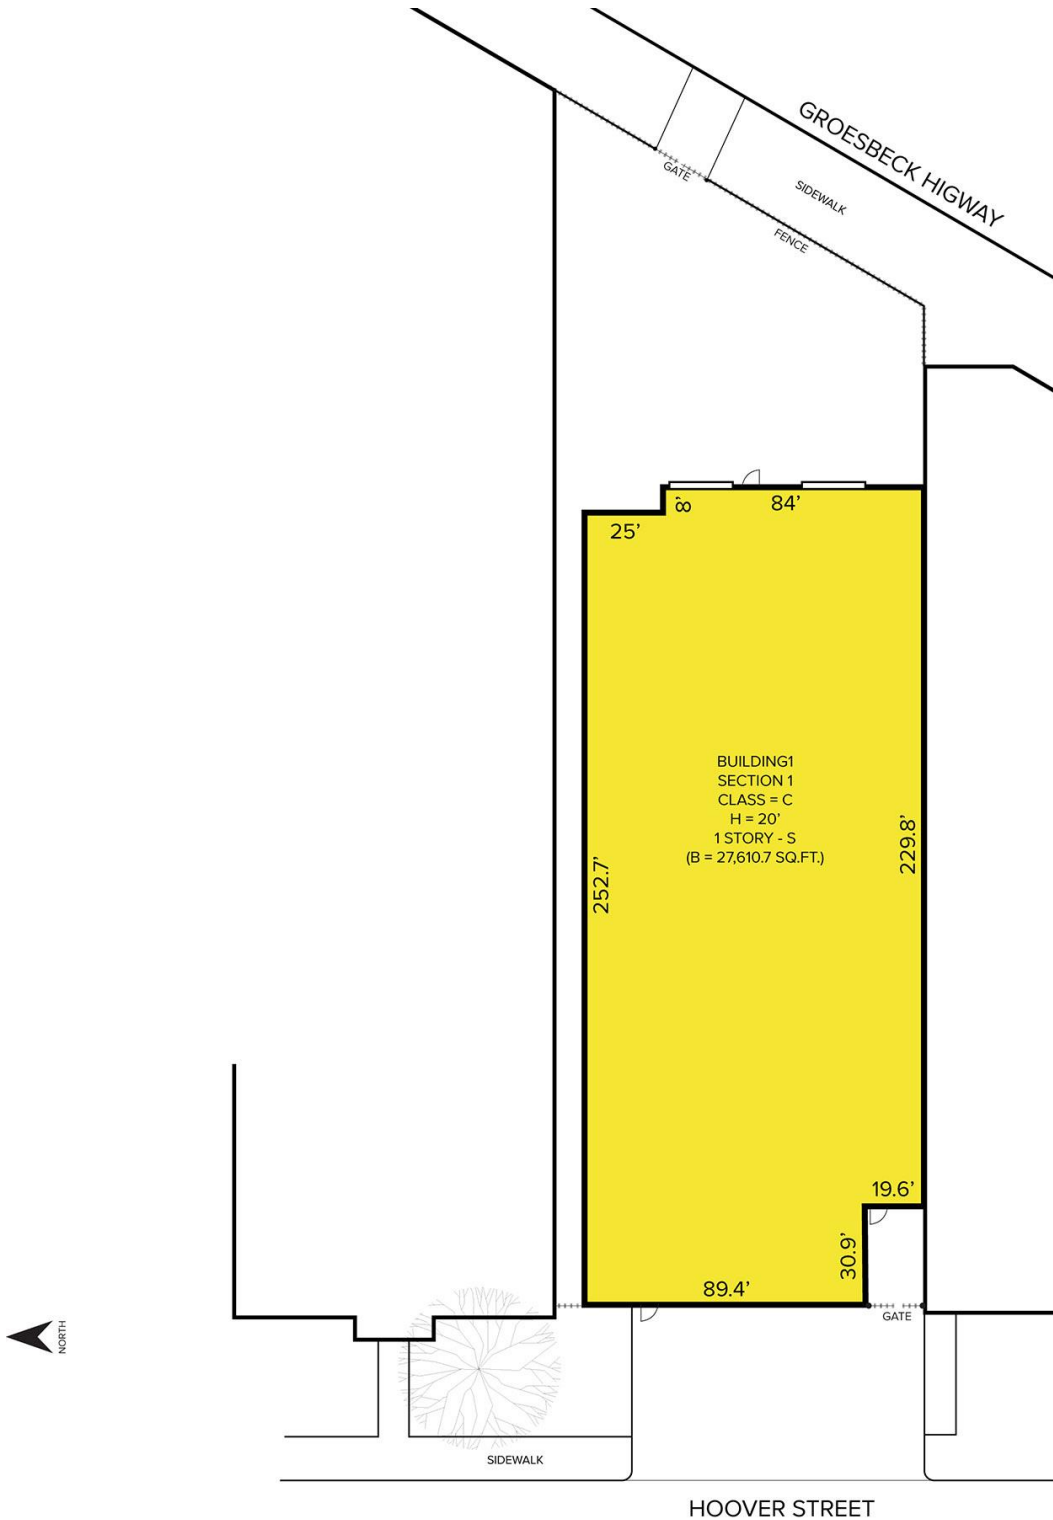 GROESBECK HIGWAY
SIDEWALK
GATE
FENCE
8’
84’
25’
BUILDING1
SECTION 1
CLASS = C
H = 20’
1 STORY - S
(B = 27,610.7 SQ.FT.)
252.7’
229.8’
19.6’
30.9’
89.4’
GATE
NORTH
SIDEWALK
HOOVER STREET